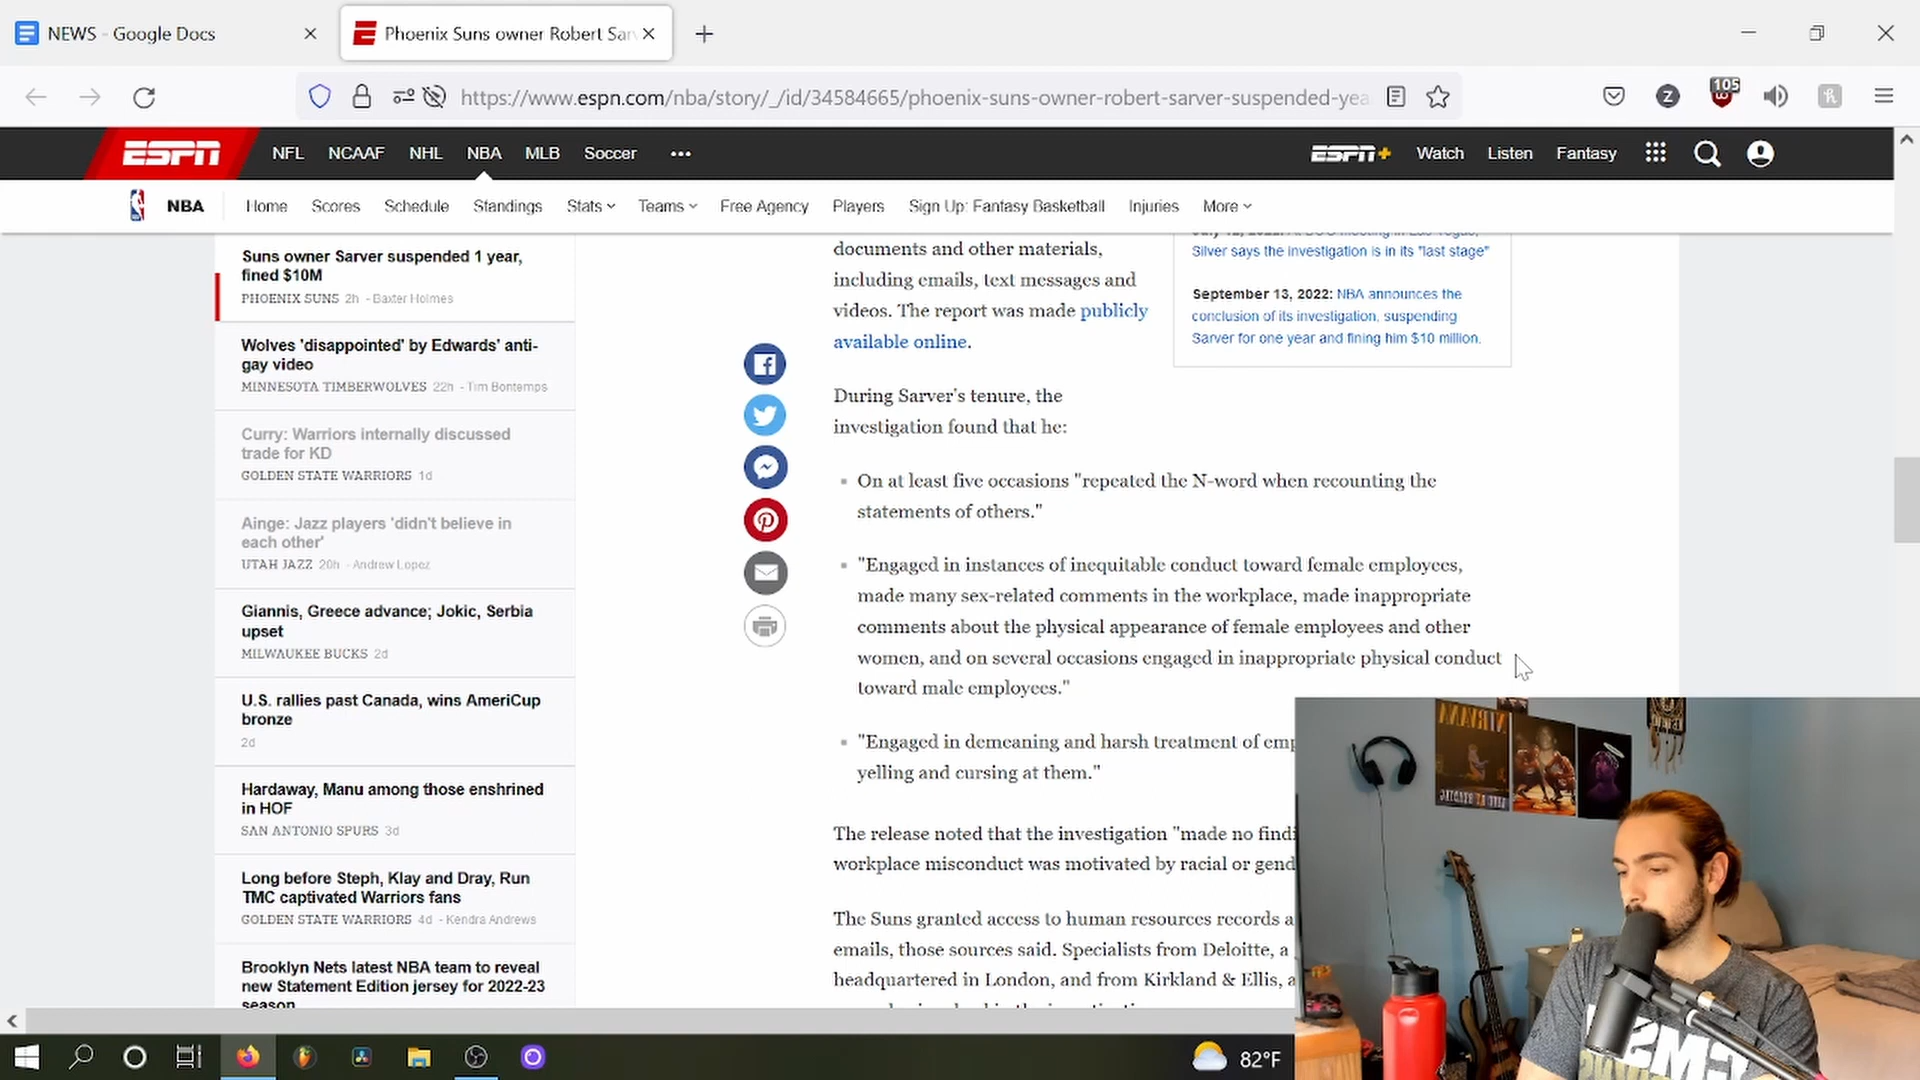 NEWS - Google Docs
Phoenix Suns owner Robert Sar
https://www.espn.com/nba/story/_/id/34584665/phoenix-suns-owner-robert-sarver-suspended-yea
105
Z
ESPN
NFL
NCAAF
NHL
NBA
MLB
Soccer
ESPN+
Watch
Listen
Fantasy
NBA
Home
Scores
Schedule
Standings
Stats
Teams
Free Agency
Players
Sign Up: Fantasy Basketball
Injuries
More
Suns owner Sarver suspended 1 year,
fined $10M
PHOENIX SUNS 2h - Baxter Holmes
Wolves 'disappointed' by Edwards' anti-
gay video
MINNESOTA TIMBERWOLVES 22h - Tim Bontemps
Curry: Warriors internally discussed
trade for KD
GOLDEN STATE WARRIORS 1d
Ainge: Jazz players 'didn't believe in
each other'
UTAH JAZZ 20h - Andrew Lopez
Giannis, Greece advance; Jokic, Serbia
upset
MILWAUKEE BUCKS 2d
U.S. rallies past Canada, wins AmeriCup
bronze
2d
Hardaway, Manu among those enshrined
in HOF
SAN ANTONIO SPURS 3d
Long before Steph, Klay and Dray, Run
TMC captivated Warriors fans
GOLDEN STATE WARRIORS 4d - Kendra Andrews
Brooklyn Nets latest NBA team to reveal
new Statement Edition jersey for 2022-23
season
documents and other materials,
including emails, text messages and
videos. The report was made publicly
available online.
Silver says the investigation is in its "last stage"
September 13, 2022: NBA announces the
conclusion of its investigation, suspending
Sarver for one year and fining him $10 million.
During Sarver's tenure, the
investigation found that he:
On at least five occasions "repeated the N-word when recounting the
statements of others."
"Engaged in instances of inequitable conduct toward female employees,
made many sex-related comments in the workplace, made inappropriate
comments about the physical appearance of female employees and other
women, and on several occasions engaged in inappropriate physical conduct
toward male employees."
"Engaged in demeaning and harsh treatment of emp
yelling and cursing at them."
The release noted that the investigation "made no findi
workplace misconduct was motivated by racial or gend
The Suns granted access to human resources records a
emails, those sources said. Specialists from Deloitte, a
headquartered in London, and from Kirkland & Ellis, a
NIRVANA
82°F